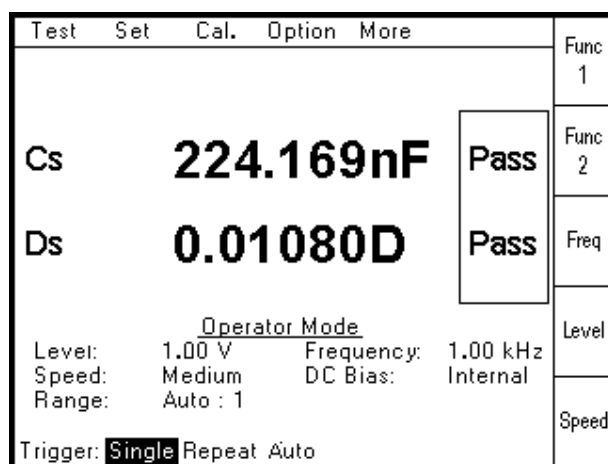 Test Set Cal. Option More
Func
1
Cs 224.169nF Pass
Func
2
Ds 0.01080D Pass
Freq
Operator Mode
Level: 1.00 V Frequency: 1.00 kHz
Level
Speed: Medium DC Bias: Internal
Range: Auto : 1
Speed
Trigger: Single Repeat Auto